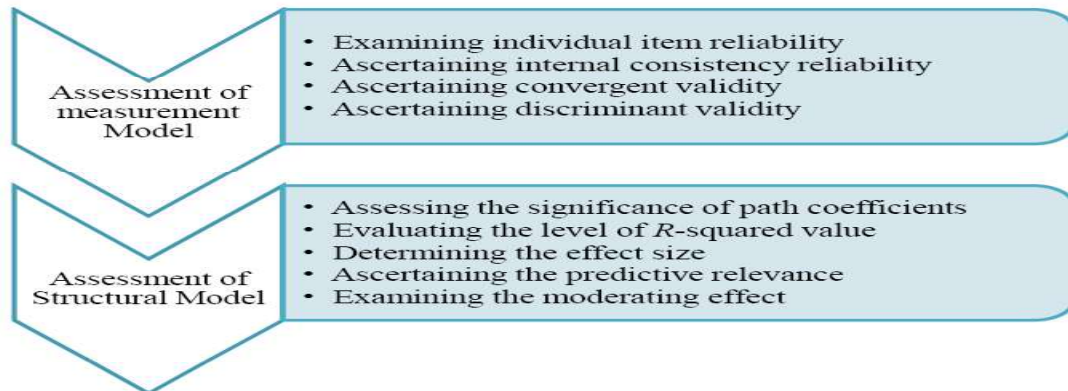 Assessment of
measurement
Model
• Examining individual item reliability
• Ascertaining internal consistency reliability
• Ascertaining convergent validity
• Ascertaining discriminant validity
Assessment of
Structural Model
• Assessing the significance of path coefficients
• Evaluating the level of R-squared value
• Determining the effect size
• Ascertaining the predictive relevance
• Examining the moderating effect